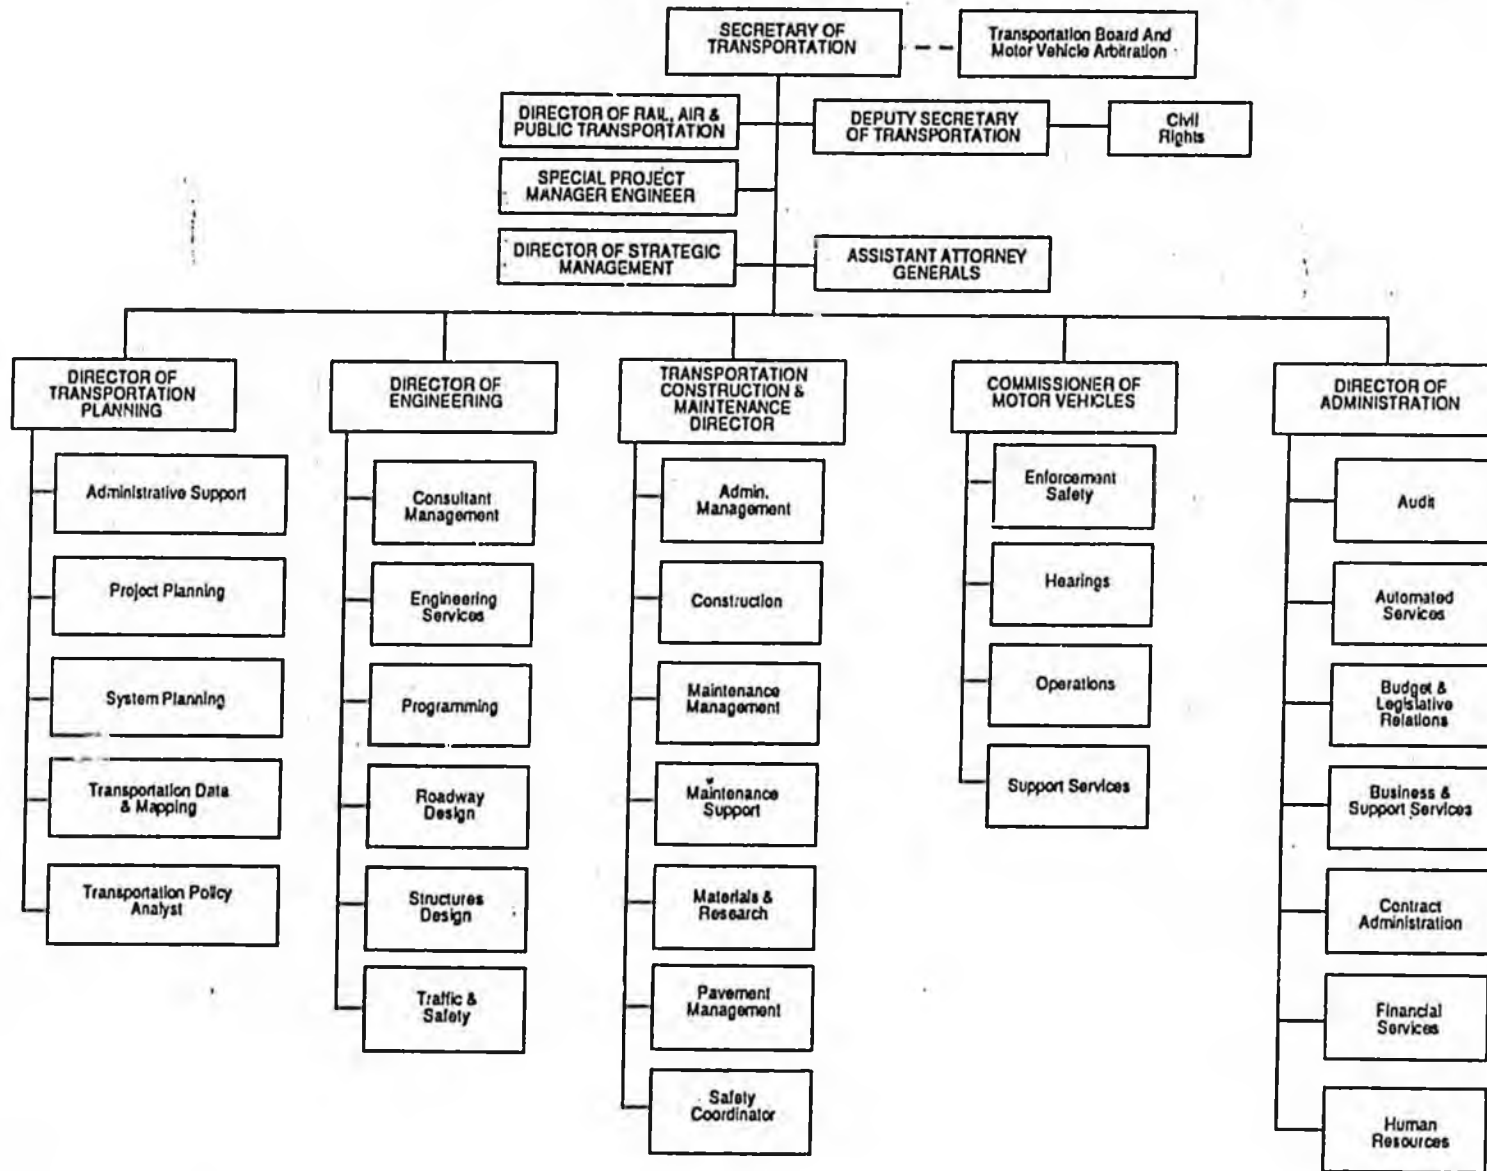 SECRETARY OF
TRANSPORTATION
Transportation Board And
Motor Vehicle Arbitration
DIRECTOR OF RAIL, AIR &
PUBLIC TRANSPORTATION
DEPUTY SECRETARY
OF TRANSPORTATION
Civil
Rights
SPECIAL PROJECT
MANAGER ENGINEER
DIRECTOR OF STRATEGIC
MANAGEMENT
ASSISTANT ATTORNEY
GENERALS
DIRECTOR OF
TRANSPORTATION
PLANNING
Administrative Support
Project Planning
System Planning
Transportation Data
& Mapping
Transportation Policy
Analyst
DIRECTOR OF
ENGINEERING
Consultant
Management
Engineering
Services
Programming
Roadway
Design
Structures
Design
Traffic &
Safety
TRANSPORTATION
CONSTRUCTION &
MAINTENANCE
DIRECTOR
Admin.
Management
Construction
Maintenance
Management
Maintenance
Support
Materials &
Research
Pavement
Management
Safety
Coordinator
COMMISSIONER OF
MOTOR VEHICLES
Enforcement
Safety
Hearings
Operations
Support Services
DIRECTOR OF
ADMINISTRATION
Audit
Automated
Services
Budget &
Legislative
Relations
Business &
Support Services
Contract
Administration
Financial
Services
Human
Resources